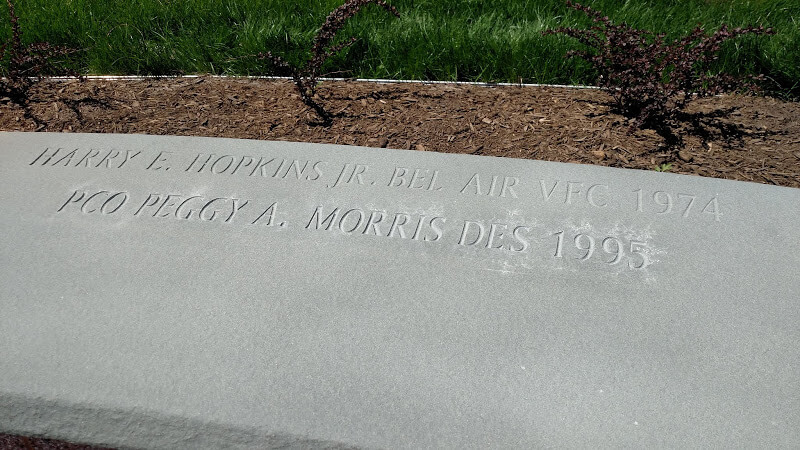 HARRY E. HOPKINS JR. BEL AIR VFC 1974
PCO PEGGY A. MORRIS DES 1995